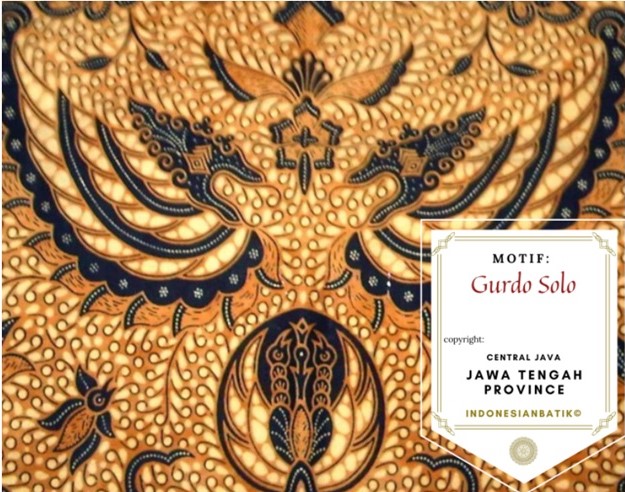 MOTIF:
Gurdo Solo
copyright:
CENTRAL JAVA
JAWA TENGAH
PROVINCE
INDONESIANBATIK©